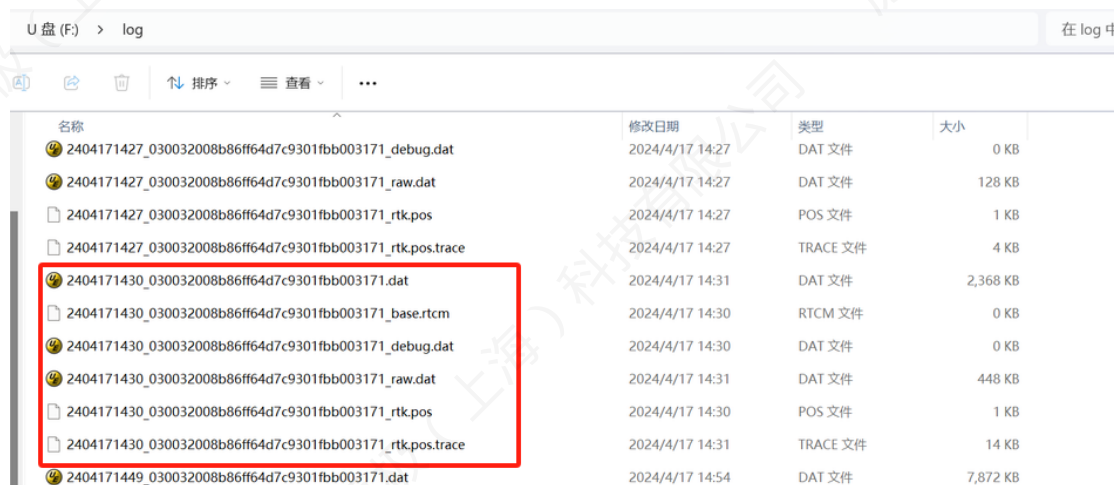 U 盘 (F:) > log 在 log 中
排序 查看 ...
名称 修改日期 类型 大小
2404171427_030032008b86ff64d7c9301fbb003171_debug.dat 2024/4/17 14:27 DAT 文件 0 KB
2404171427_030032008b86ff64d7c9301fbb003171_raw.dat 2024/4/17 14:27 DAT 文件 128 KB
2404171427_030032008b86ff64d7c9301fbb003171_rtk.pos 2024/4/17 14:27 POS 文件 1 KB
2404171427_030032008b86ff64d7c9301fbb003171_rtk.pos.trace 2024/4/17 14:27 TRACE 文件 4 KB
2404171430_030032008b86ff64d7c9301fbb003171.dat 2024/4/17 14:31 DAT 文件 2,368 KB
2404171430_030032008b86ff64d7c9301fbb003171_base.rtcm 2024/4/17 14:30 RTCM 文件 0 KB
2404171430_030032008b86ff64d7c9301fbb003171_debug.dat 2024/4/17 14:30 DAT 文件 0 KB
2404171430_030032008b86ff64d7c9301fbb003171_raw.dat 2024/4/17 14:31 DAT 文件 448 KB
2404171430_030032008b86ff64d7c9301fbb003171_rtk.pos 2024/4/17 14:30 POS 文件 1 KB
2404171430_030032008b86ff64d7c9301fbb003171_rtk.pos.trace 2024/4/17 14:31 TRACE 文件 14 KB
2404171449_030032008b86ff64d7c9301fbb003171.dat 2024/4/17 14:54 DAT 文件 7,872 KB
（上海）科技有限公司